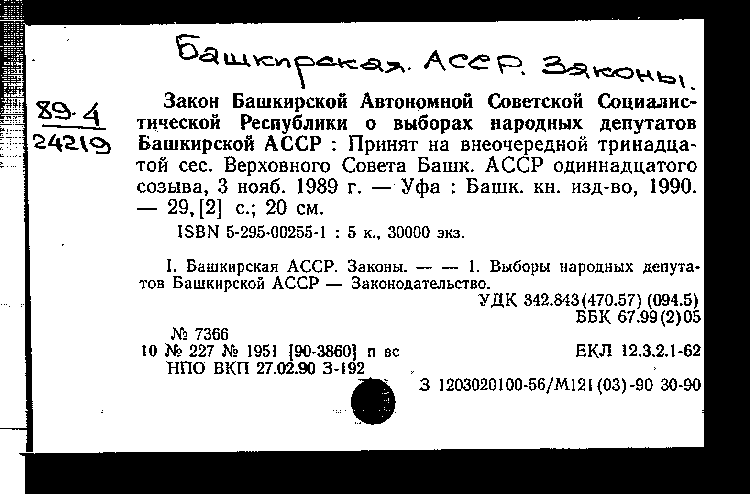 Башкирская АССР. Законы.
89-4
24219
Закон Башкирской Автономной Советской Социалис-
тической Республики о выборах народных депутатов
Башкирской АССР : Принят на внеочередной тринадца-
той сес. Верховного Совета Башк. АССР одиннадцатого
созыва, 3 нояб. 1989 г. — Уфа : Башк. кн. изд-во, 1990.
— 29, [2] с.; 20 см.
ISBN 5-295-00255-1 : 5 к., 30000 экз.
I. Башкирская АССР. Законы. — — 1. Выборы народных депута-
тов Башкирской АССР — Законодательство.
УДК 342.843(470.57) (094.5)
ББК 67.99(2)05
№ 7366
10 № 227 № 1951 [90-3860] п вс
ЕКЛ 12.3.2.1-62
НПО ВКП 27.02.90 З-192
З 1203020100-56/М121(03)-90 30-90